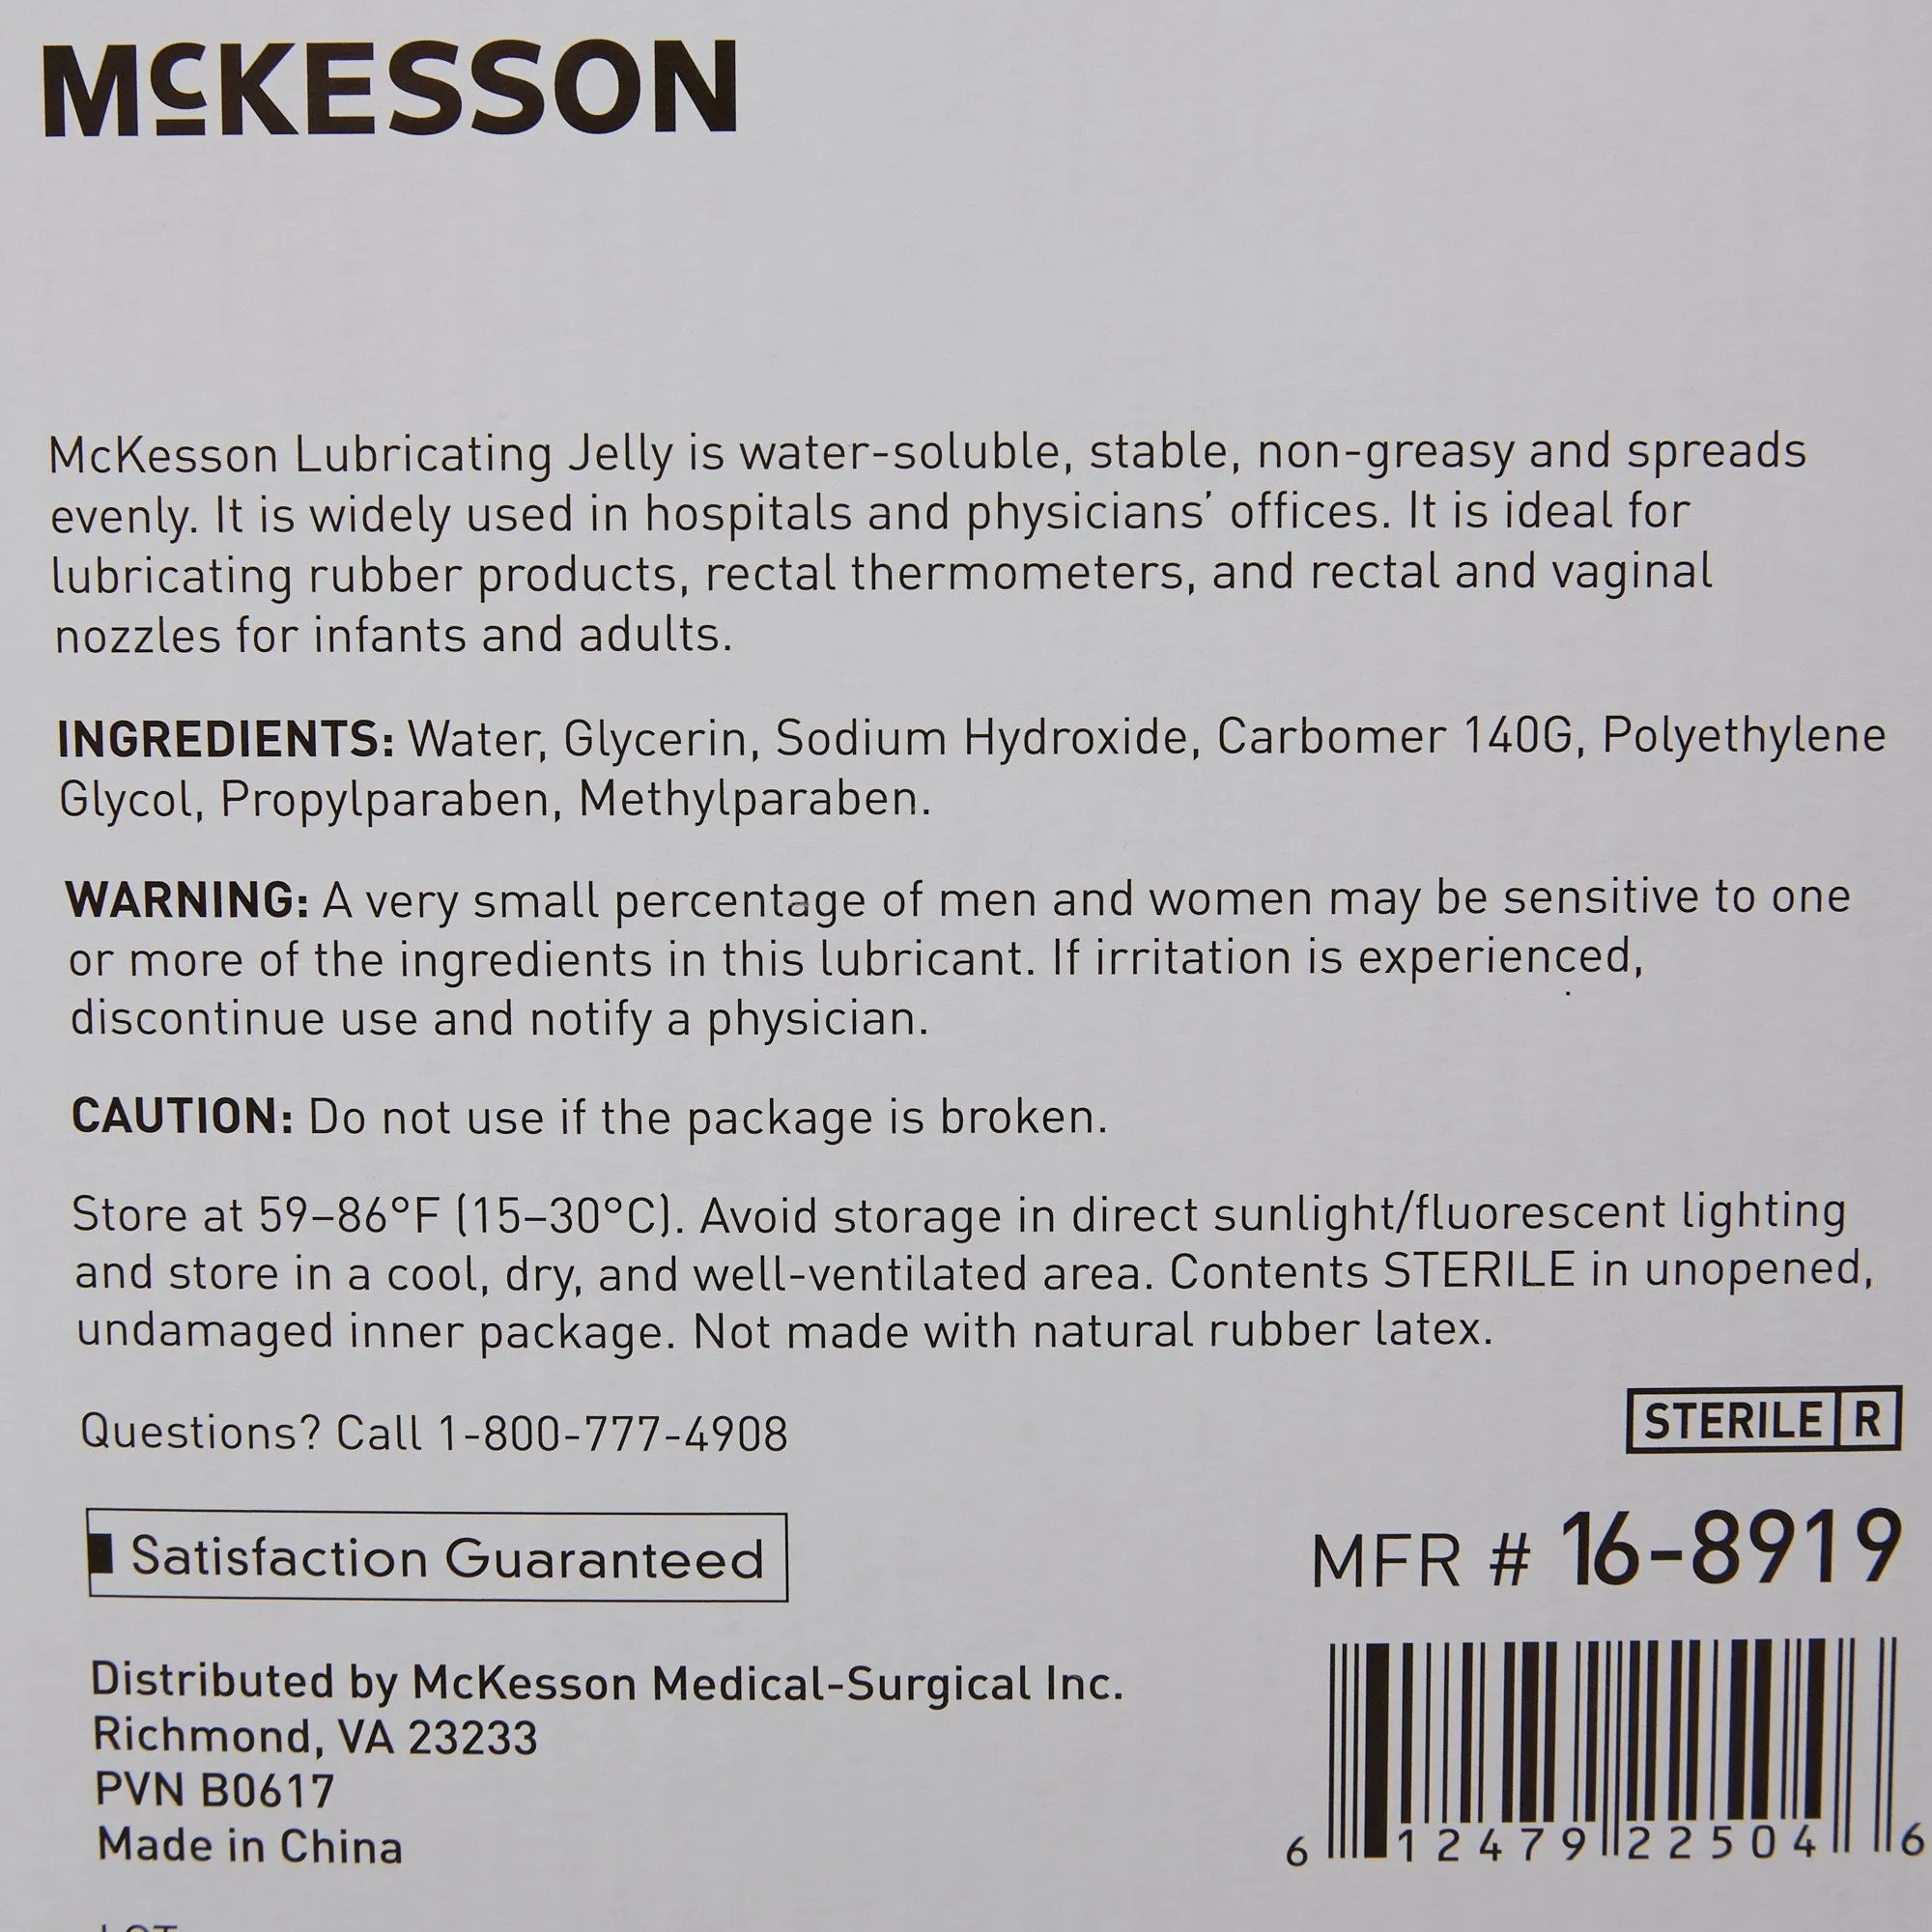 McKESSON
McKesson Lubricating Jelly is water-soluble, stable, non-greasy and spreads
evenly. It is widely used in hospitals and physicians’ offices. It is ideal for
lubricating rubber products, rectal thermometers, and rectal and vaginal
nozzles for infants and adults.
INGREDIENTS: Water, Glycerin, Sodium Hydroxide, Carbomer 140G, Polyethylene
Glycol, Propylparaben, Methylparaben.
WARNING: A very small percentage of men and women may be sensitive to one
or more of the ingredients in this lubricant. If irritation is experienced,
discontinue use and notify a physician.
CAUTION: Do not use if the package is broken.
Store at 59–86°F (15–30°C). Avoid storage in direct sunlight/fluorescent lighting
and store in a cool, dry, and well-ventilated area. Contents STERILE in unopened,
undamaged inner package. Not made with natural rubber latex.
Questions? Call 1-800-777-4908
STERILE R
Satisfaction Guaranteed
MFR # 16-8919
Distributed by McKesson Medical-Surgical Inc.
Richmond, VA 23233
PVN B0617
Made in China
6 12479 22504 6